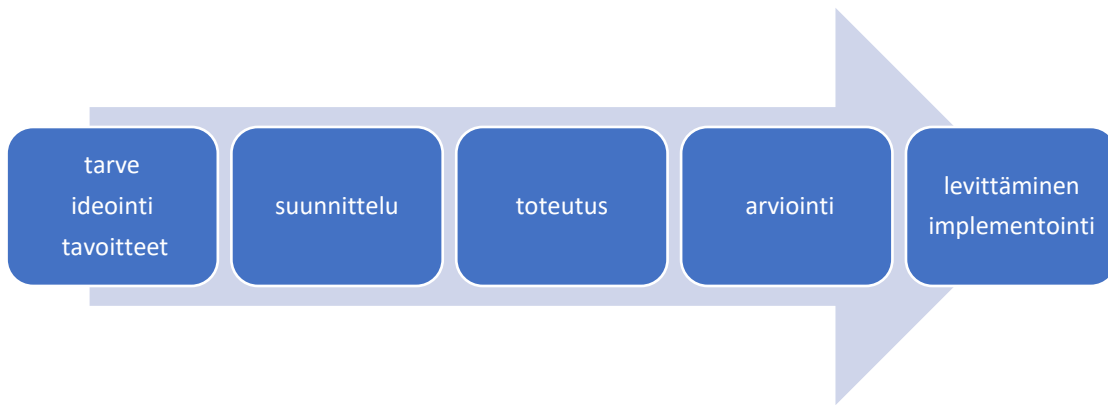 tarve
ideointi
tavoitteet
suunnittelu
toteutus
arviointi
levittäminen
implementointi